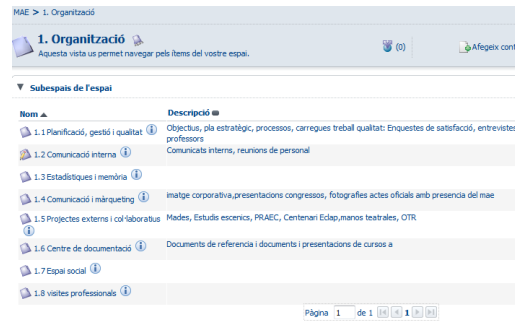 MAE > 1. Organització
1. Organització
Aquesta vista us permet navegar pels ítems del vostre espai.
(0)
Afegeix cont
Subespais de l'espai
Nom
Descripció
1.1 Planificació, gestió i qualitat
Objectius, pla estratègic, processos, carregues treball qualitat: Enquestes de satisfacció, entrevistes
professors
1.2 Comunicació interna
Comunicats interns, reunions de personal
1.3 Estadístiques i memòria
1.4 Comunicació i màrqueting
imatge corporativa,presentacions congressos, fotografies actes oficials amb presencia del mae
1.5 Projectes externs i col·laboratius
Mades, Estudis escenics, PRAEC, Centenari Eclap,manos teatrales, OTR
1.6 Centre de documentació
Documents de referencia i documents i presentacions de cursos a
1.7 Espai social
1.8 visites professionals
Pàgina 1 de 1 1